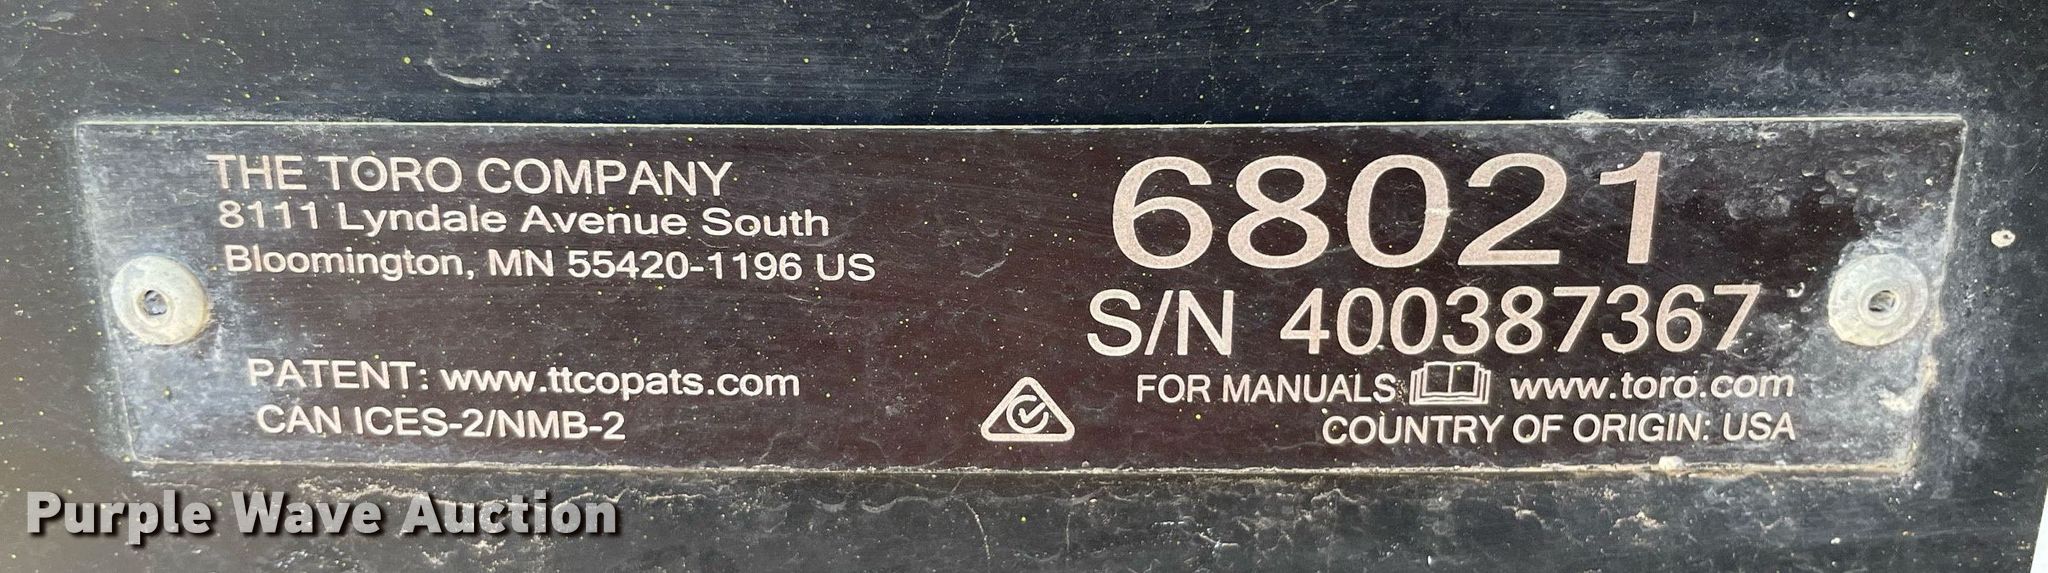 THE TORO COMPANY
8111 Lyndale Avenue South
Bloomington, MN 55420-1196 US
PATENT: www.ttcopats.com
CAN ICES-2/NMB-2
68021
S/N 400387367
FOR MANUALS www.toro.com
COUNTRY OF ORIGIN: USA
Purple Wave Auction